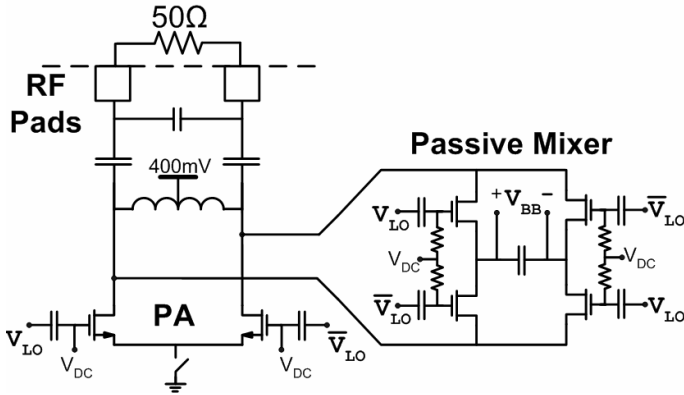 50Ω
RF
Pads
400mV
Passive Mixer
+ V_BB −
V_LO
V̅_LO
V_DC
V_DC
V̅_LO
V_LO
PA
V_LO
V̅_LO
V_DC
V_DC